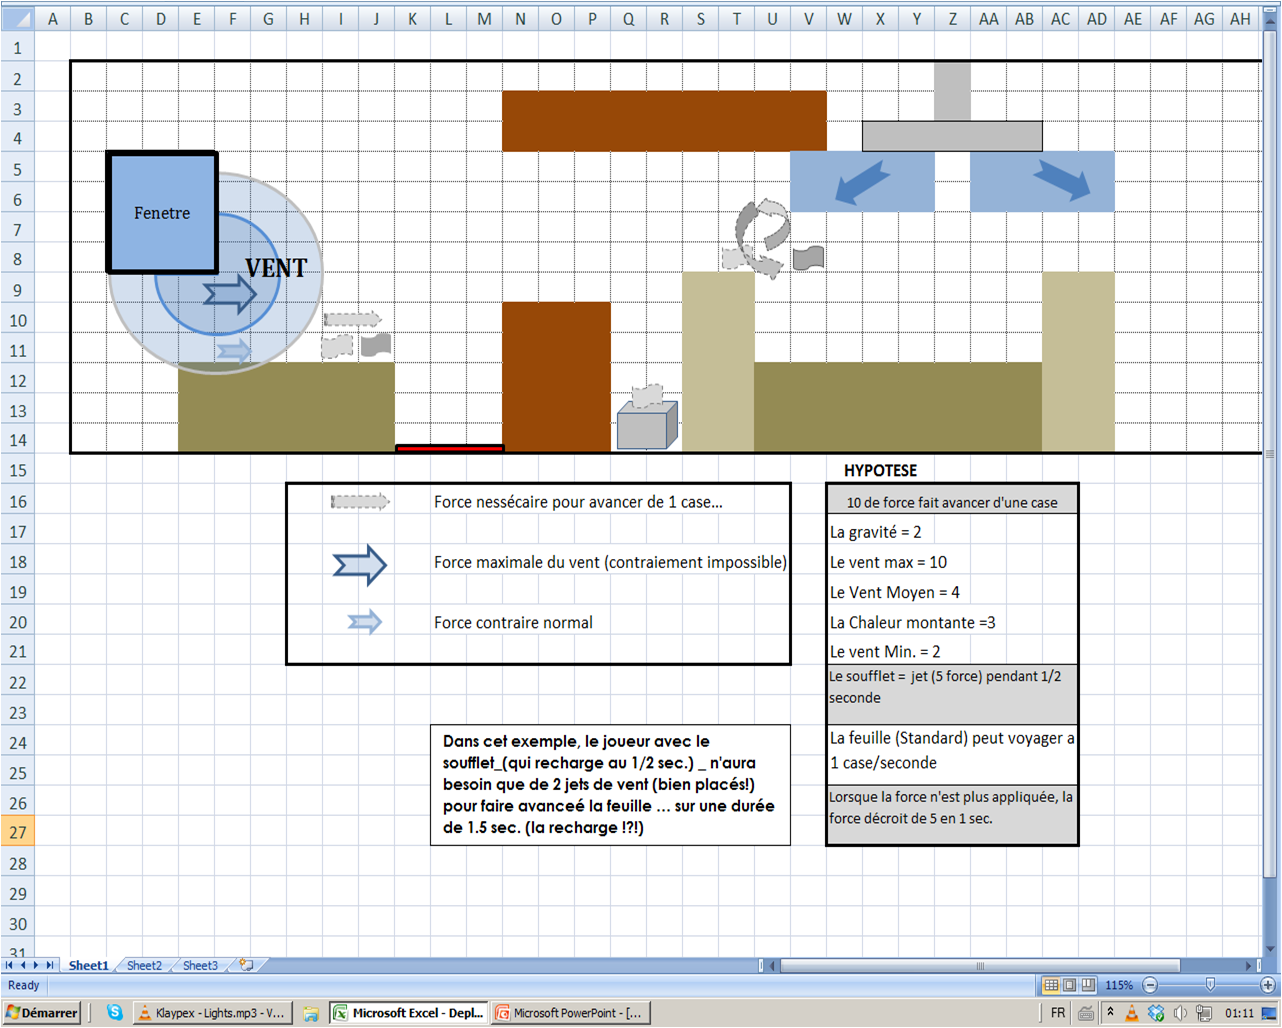 A B C D E F G H I J K L M N O P Q R S T U V W X Y Z AA AB AC AD AE AF AG AH
1
2
3
4
5
6
7
8
9
10
11
12
13
14
15
16
17
18
19
20
21
22
23
24
25
26
27
28
29
30
31
Fenetre
VENT
HYPOTESE
Force nessécaire pour avancer de 1 case...
Force maximale du vent (contraiement impossible)
Force contraire normal
10 de force fait avancer d'une case
La gravité = 2
Le vent max = 10
Le Vent Moyen = 4
La Chaleur montante =3
Le vent Min. = 2
Le soufflet = jet (5 force) pendant 1/2
seconde
La feuille (Standard) peut voyager a
1 case/seconde
Lorsque la force n'est plus appliquée, la
force décroit de 5 en 1 sec.
Dans cet exemple, le joueur avec le
soufflet_(qui recharge au 1/2 sec.) _ n'aura
besoin que de 2 jets de vent (bien placés!)
pour faire avanceé la feuille ... sur une durée
de 1.5 sec. (la recharge !?!)
Sheet1 Sheet2 Sheet3
Ready
115%
Démarrer
Klaypex - Lights.mp3 - V...
Microsoft Excel - Depl...
Microsoft PowerPoint - [...
FR
01:11